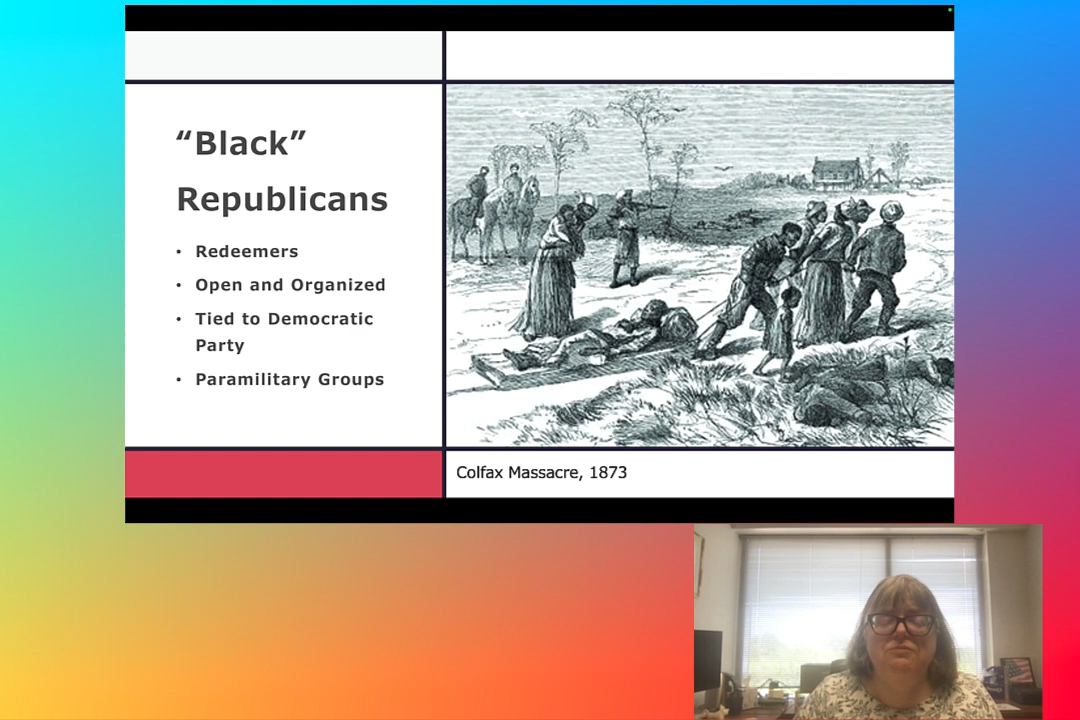 “Black”
Republicans
• Redeemers
• Open and Organized
• Tied to Democratic
Party
• Paramilitary Groups
Colfax Massacre, 1873